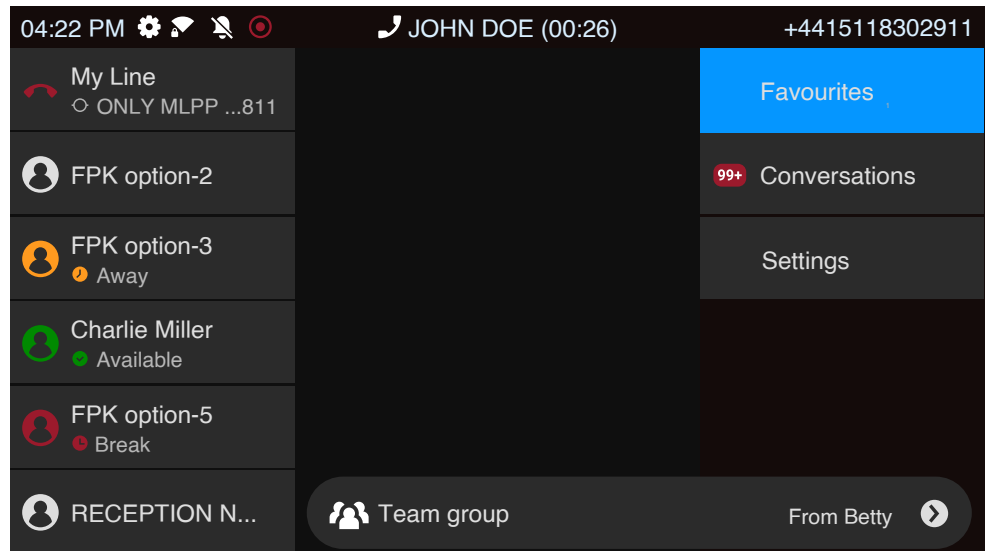 04:22 PM
JOHN DOE (00:26)
+4415118302911
My Line
ONLY MLPP ...811
FPK option-2
FPK option-3
Away
Charlie Miller
Available
FPK option-5
Break
RECEPTION N...
Favourites
99+ Conversations
Settings
Team group
From Betty